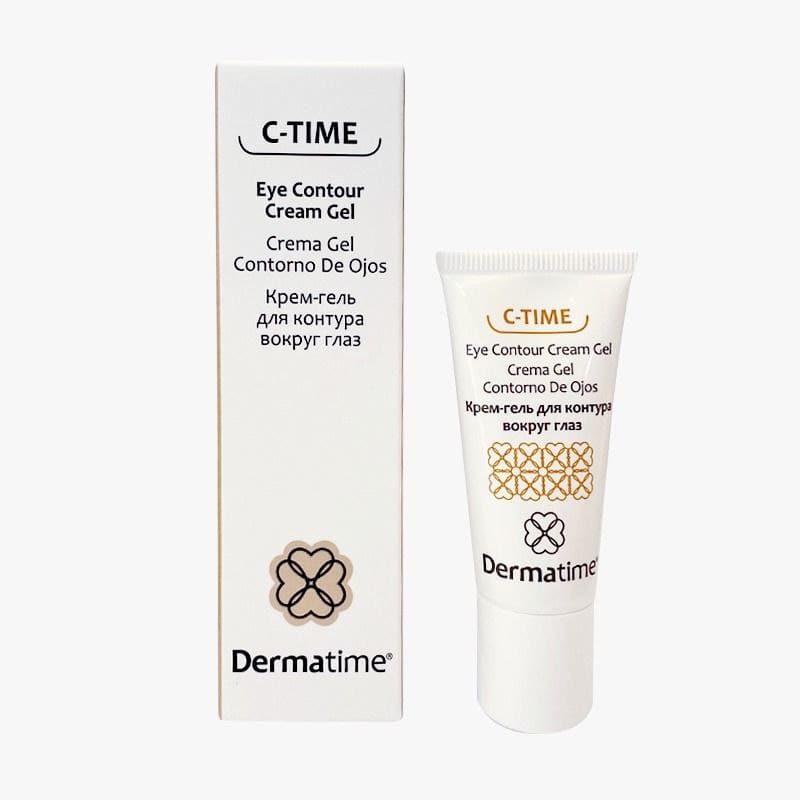 C-TIME
Eye Contour
Cream Gel
Crema Gel
Contorno De Ojos
Крем-гель
для контура
вокруг глаз
Dermatime®
C-TIME
Eye Contour Cream Gel
Crema Gel
Contorno De Ojos
Крем-гель для контура
вокруг глаз
Dermatime®